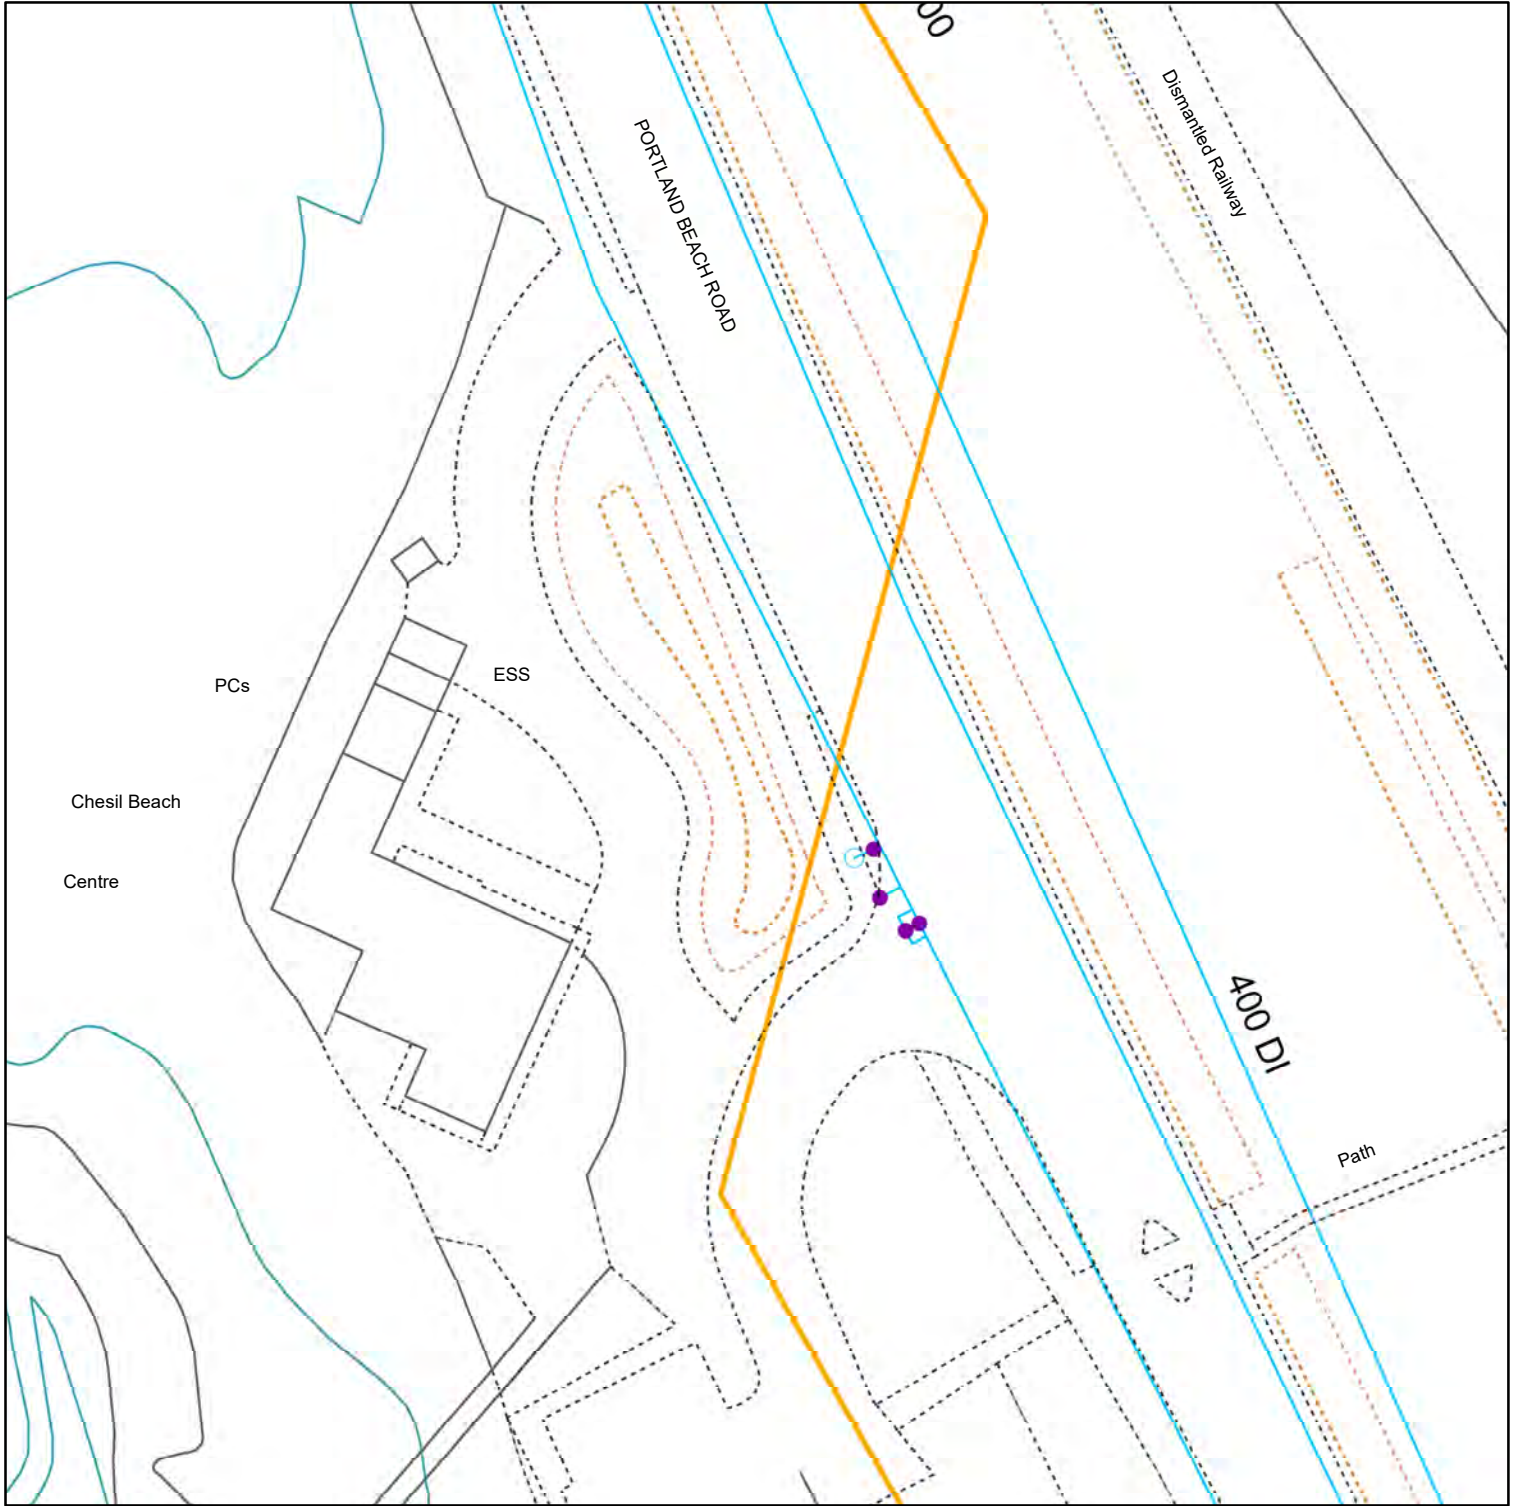 00
Dismantled Railway
PORTLAND BEACH ROAD
ESS
PCs
Chesil Beach
Centre
400 DI
Path